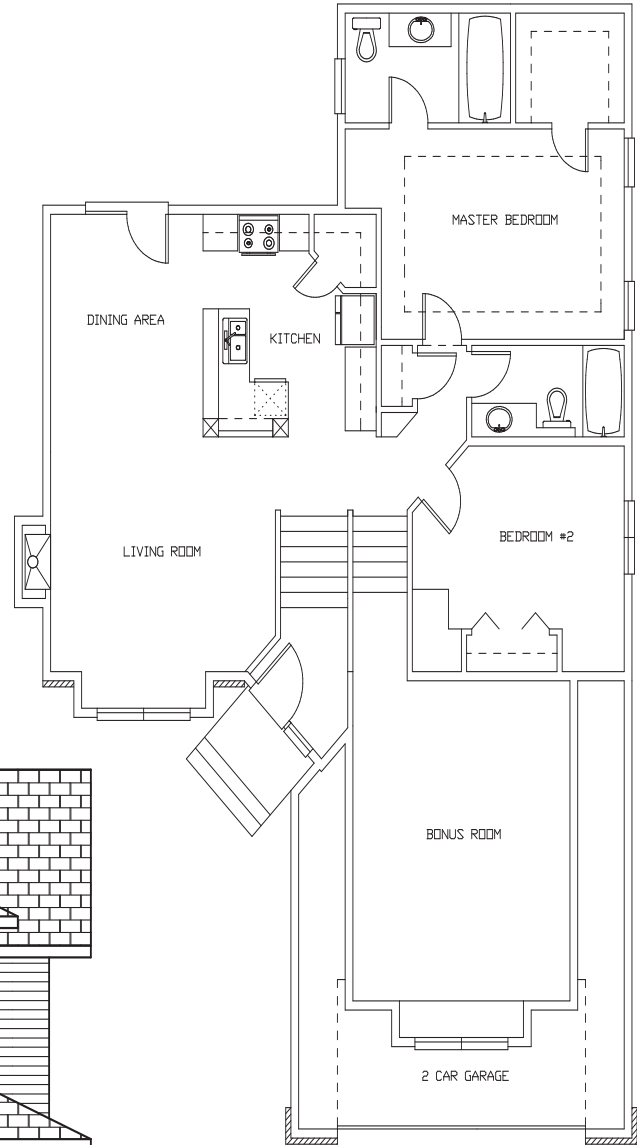 MASTER BEDROOM
DINING AREA
KITCHEN
BEDROOM #2
LIVING ROOM
BONUS ROOM
2 CAR GARAGE